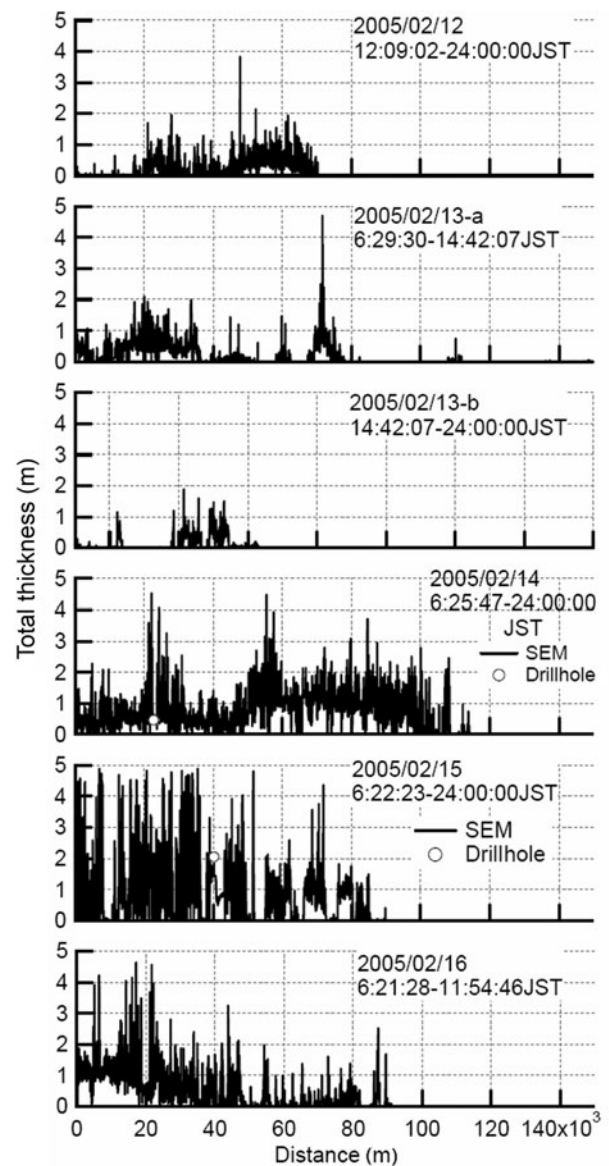 Total thickness (m)
5
4
3
2
1
0
2005/02/12
12:09:02-24:00:00JST
5
4
3
2
1
0
2005/02/13-a
6:29:30-14:42:07JST
5
4
3
2
1
0
2005/02/13-b
14:42:07-24:00:00JST
5
4
3
2
1
0
2005/02/14
6:25:47-24:00:00
JST
SEM
Drillhole
5
4
3
2
1
0
2005/02/15
6:22:23-24:00:00JST
SEM
Drillhole
5
4
3
2
1
0
2005/02/16
6:21:28-11:54:46JST
0 20 40 60 80 100 120 140x10³
Distance (m)